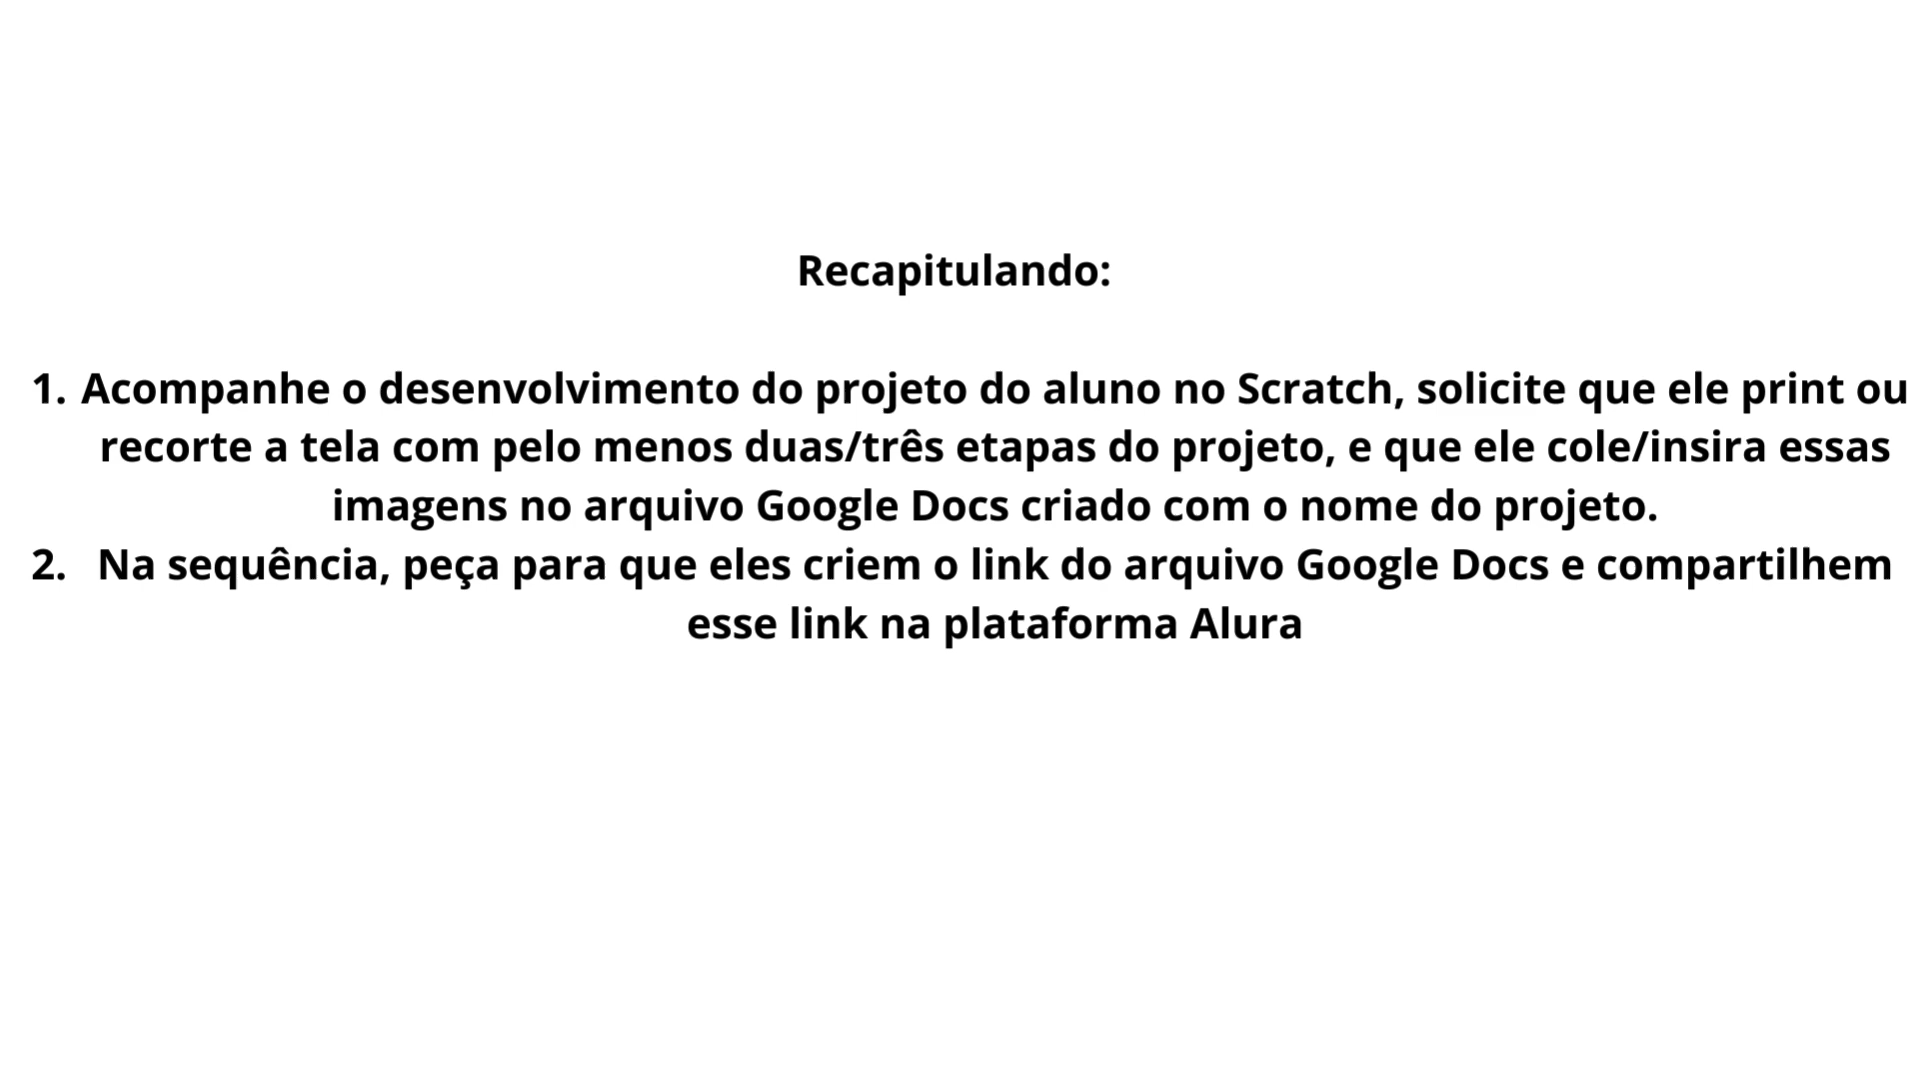 Recapitulando:
1. Acompanhe o desenvolvimento do projeto do aluno no Scratch, solicite que ele print ou
recorte a tela com pelo menos duas/três etapas do projeto, e que ele cole/insira essas
imagens no arquivo Google Docs criado com o nome do projeto.
2. Na sequência, peça para que eles criem o link do arquivo Google Docs e compartilhem
esse link na plataforma Alura